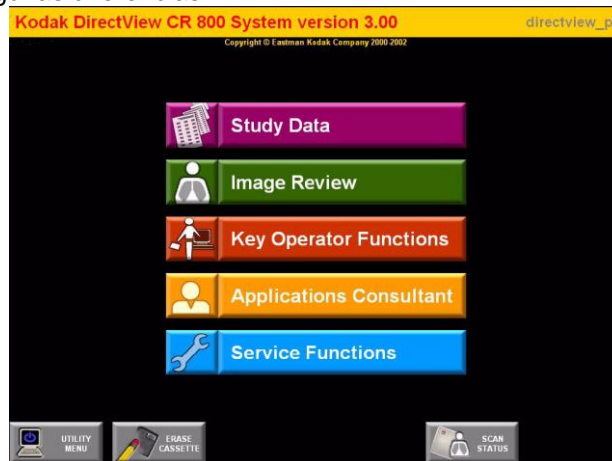 Kodak DirectView CR 800 System version 3.00
directview_p
Copyright © Eastman Kodak Company 2000-2002
Study Data
Image Review
Key Operator Functions
Applications Consultant
Service Functions
UTILITY
MENU
ERASE
CASSETTE
SCAN
STATUS